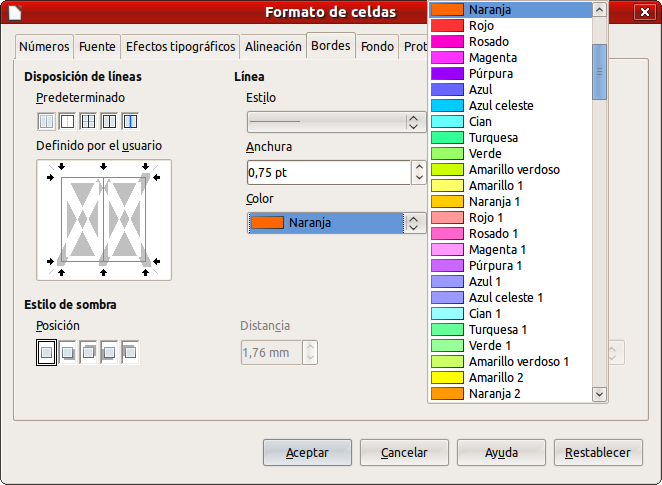 Formato de celdas
Números
Fuente
Efectos tipográficos
Alineación
Bordes
Fondo
Prot
Disposición de líneas
Predeterminado
Definido por el usuario
Línea
Estilo
Anchura
0,75 pt
Color
Naranja
Estilo de sombra
Posición
Distancia
1,76 mm
Naranja
Rojo
Rosado
Magenta
Púrpura
Azul
Azul celeste
Cian
Turquesa
Verde
Amarillo verdoso
Amarillo 1
Naranja 1
Rojo 1
Rosado 1
Magenta 1
Púrpura 1
Azul 1
Azul celeste 1
Cian 1
Turquesa 1
Verde 1
Amarillo verdoso 1
Amarillo 2
Naranja 2
Aceptar
Cancelar
Ayuda
Restablecer